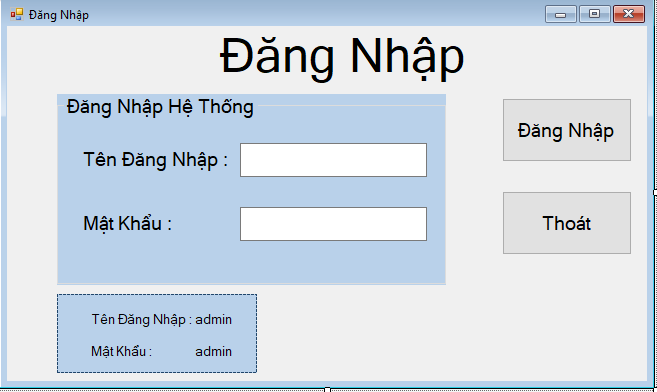 Đăng Nhập
Đăng Nhập
Đăng Nhập Hệ Thống
Tên Đăng Nhập :
Mật Khẩu :
Đăng Nhập
Thoát
Tên Đăng Nhập : admin
Mật Khẩu : admin